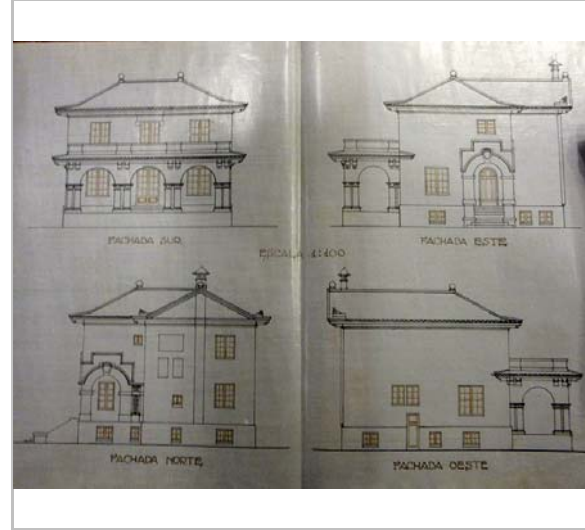 FACHADA SUR.
FACHADA ESTE
ESCALA 1:100
FACHADA NORTE
FACHADA OESTE